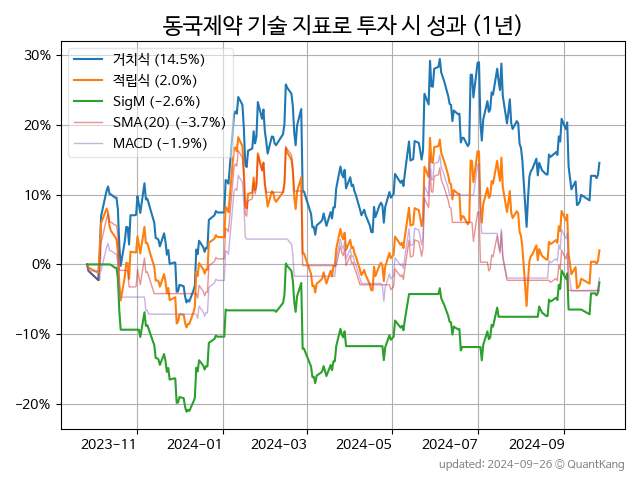 동국제약 기술 지표로 투자 시 성과 (1년)
30%
20%
10%
0%
−10%
−20%
거치식 (14.5%)
적립식 (2.0%)
SigM (−2.6%)
SMA(20) (−3.7%)
MACD (−1.9%)
2023-11
2024-01
2024-03
2024-05
2024-07
2024-09
updated: 2024-09-26 © QuantKang